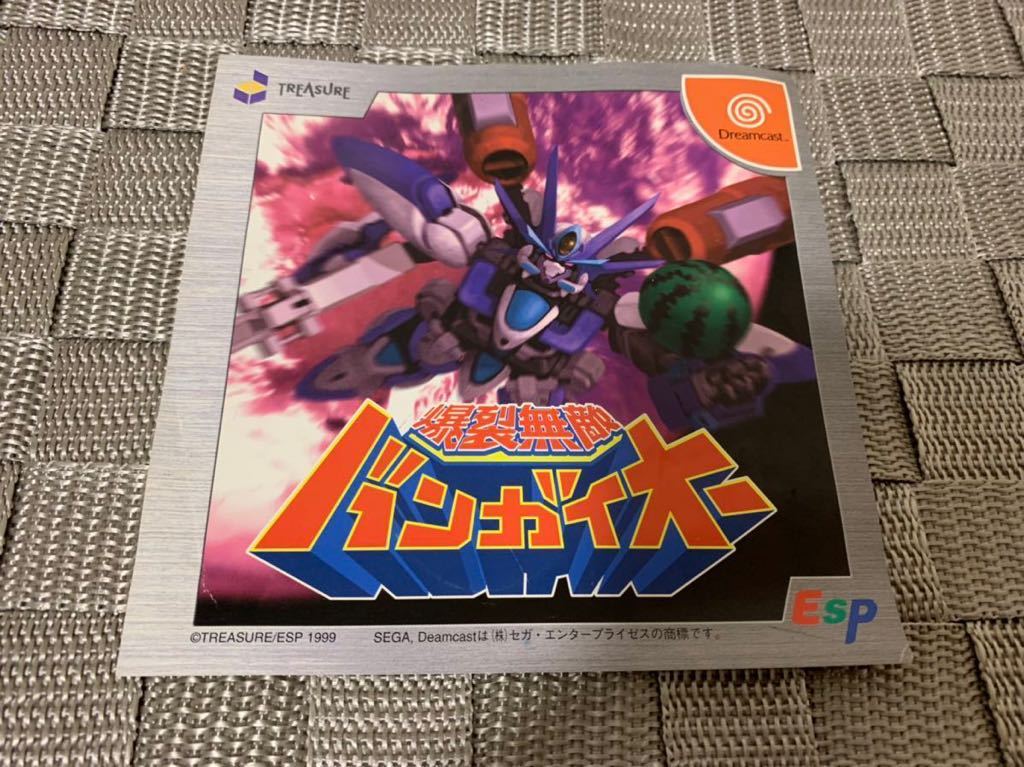 TREASURE
Dreamcast™
爆裂無敵
バンガイオー
ESP
©TREASURE/ESP 1999
SEGA, Dreamcastは(株)セガ・エンタープライゼスの商標です。